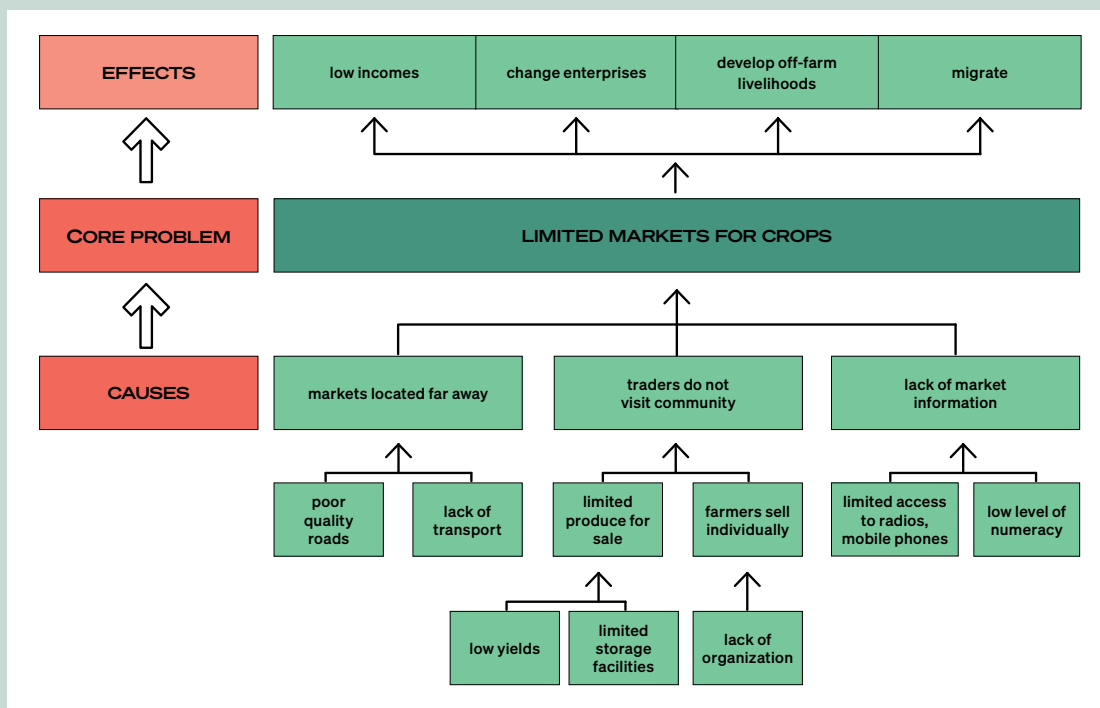 EFFECTS
low incomes
change enterprises
develop off-farm
livelihoods
migrate
CORE PROBLEM
LIMITED MARKETS FOR CROPS
CAUSES
markets located far away
traders do not
visit community
lack of market
information
poor
quality
roads
lack of
transport
limited
produce for
sale
farmers sell
individually
limited access
to radios,
mobile phones
low level of
numeracy
low yields
limited
storage
facilities
lack of
organization